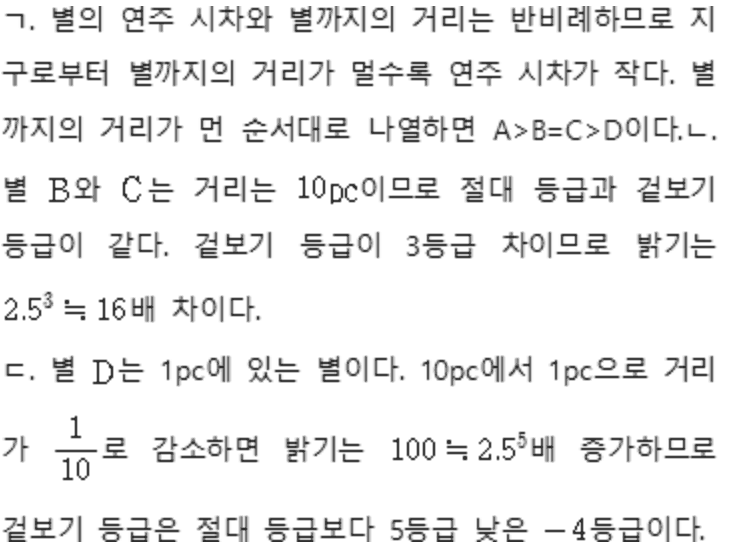 ㄱ. 별의 연주 시차와 별까지의 거리는 반비례하므로 지
구로부터 별까지의 거리가 멀수록 연주 시차가 작다. 별
까지의 거리가 먼 순서대로 나열하면 A>B=C>D이다.ㄴ.
별 B와 C는 거리는 10pc이므로 절대 등급과 겉보기
등급이 같다. 겉보기 등급이 3등급 차이므로 밝기는
2.5³≒16배 차이다.
ㄷ. 별 D는 1pc에 있는 별이다. 10pc에서 1pc으로 거리
가 1/10로 감소하면 밝기는 100≒2.5⁵배 증가하므로
겉보기 등급은 절대 등급보다 5등급 낮은 −4등급이다.